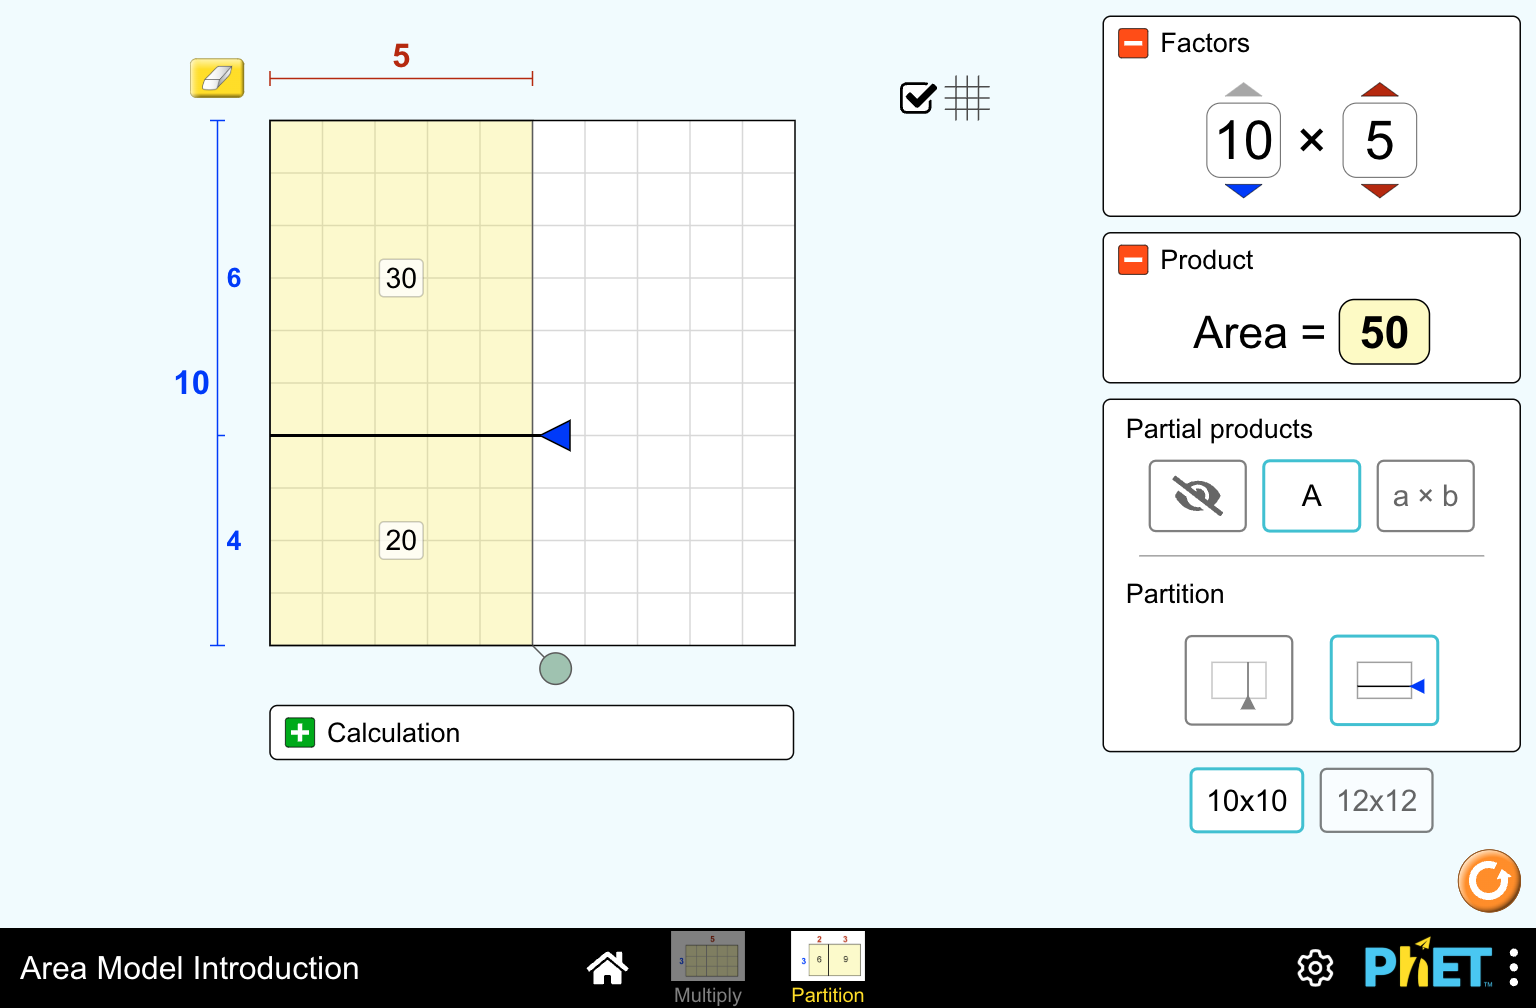 5
6
10
4
30
20
Calculation
Factors
10 × 5
Product
Area = 50
Partial products
A
a × b
Partition
10x10
12x12
Area Model Introduction
5
3
Multiply
2 3
3 6 9
Partition
PhET™